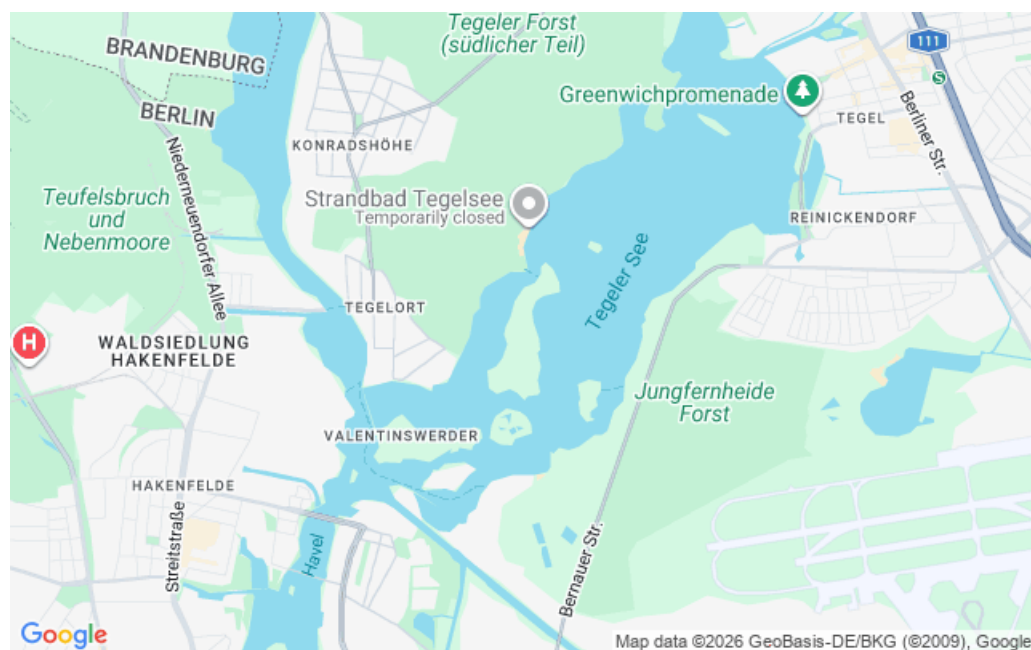 Tegeler Forst
(südlicher Teil)
111
BRANDENBURG
BERLIN
Greenwichpromenade
S
TEGEL
Berliner Str.
KONRADSHÖHE
Niederneuendorfer Allee
Strandbad Tegelsee
Temporarily closed
Teufelsbruch
und
Nebenmoore
REINICKENDORF
Tegeler See
TEGELORT
H
WALDSIEDLUNG
HAKENFELDE
Jungfernheide
Forst
VALENTINSWERDER
HAKENFELDE
Streitstraße
Havel
Bernauer Str.
Google
Map data ©2026 GeoBasis-DE/BKG (©2009), Google